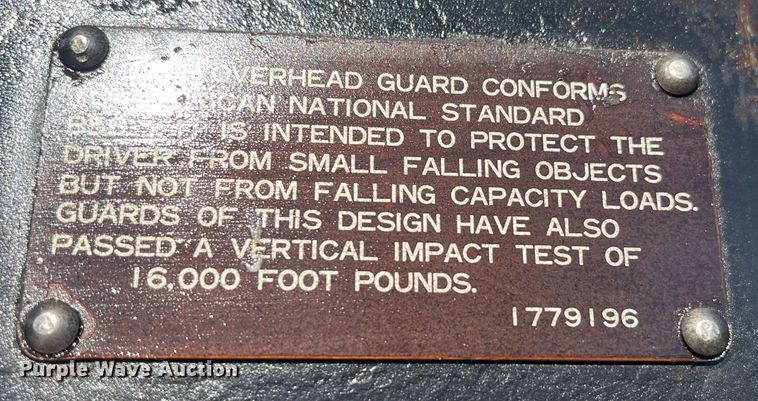 OVERHEAD GUARD CONFORMS
NATIONAL STANDARD
IS INTENDED TO PROTECT THE
DRIVER FROM SMALL FALLING OBJECTS
BUT NOT FROM FALLING CAPACITY LOADS.
GUARDS OF THIS DESIGN HAVE ALSO
PASSED A VERTICAL IMPACT TEST OF
16,000 FOOT POUNDS.
1779196
Purple Wave Auction